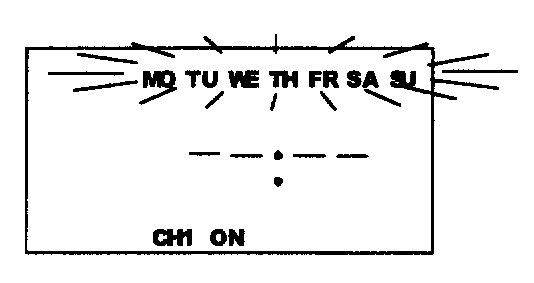 MO TU WE TH FR SA SU
— — : — —
CH1 ON